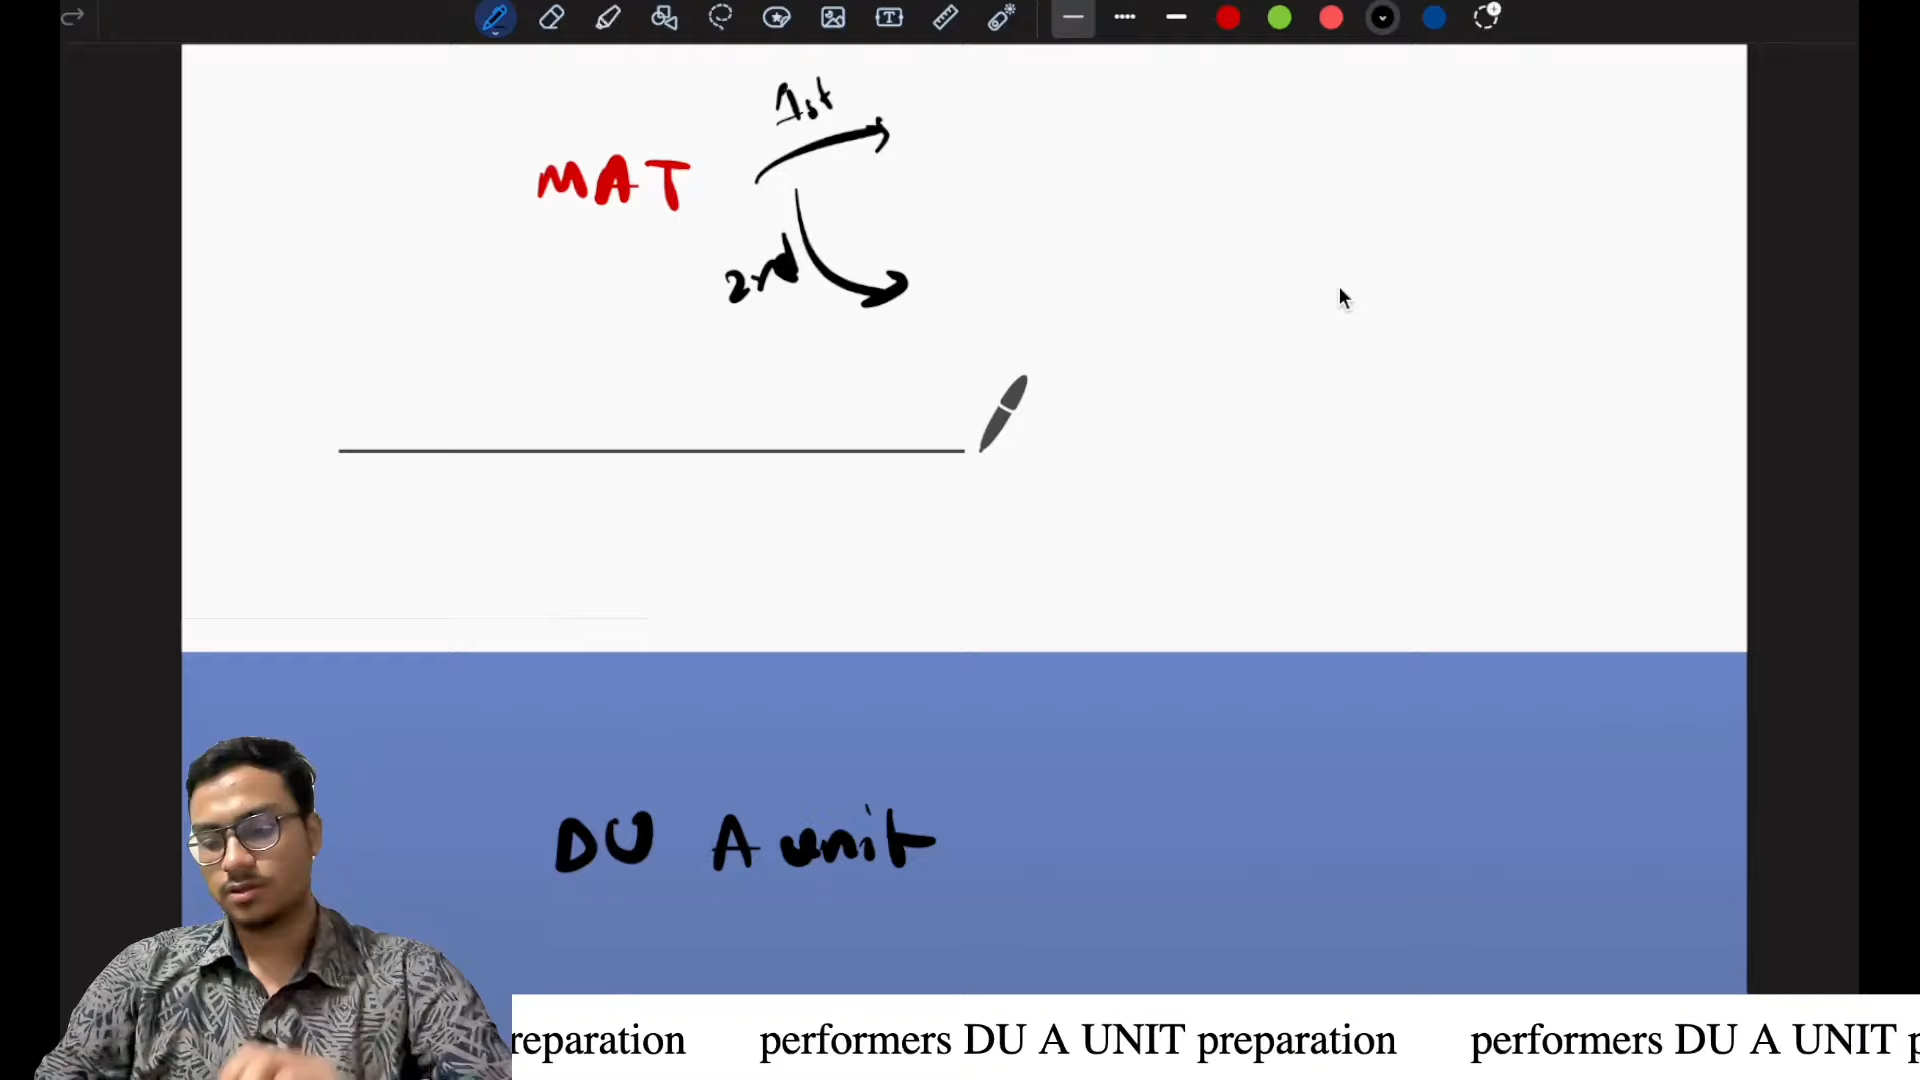 1st
MAT
2nd
DU A unit
reparation performers DU A UNIT preparation performers DU A UNIT p